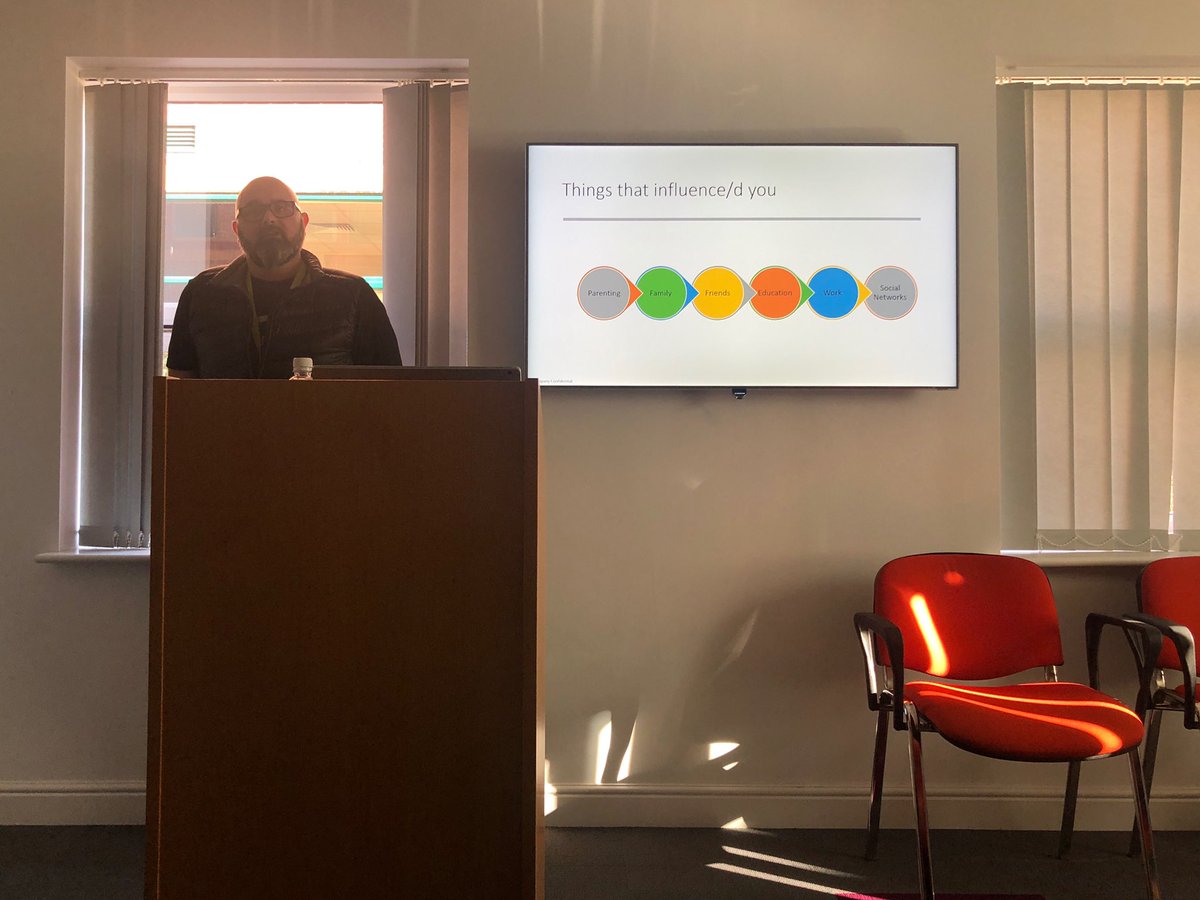 Things that influence/d you
Parenting
Family
Friends
Education
Work
Social
Networks